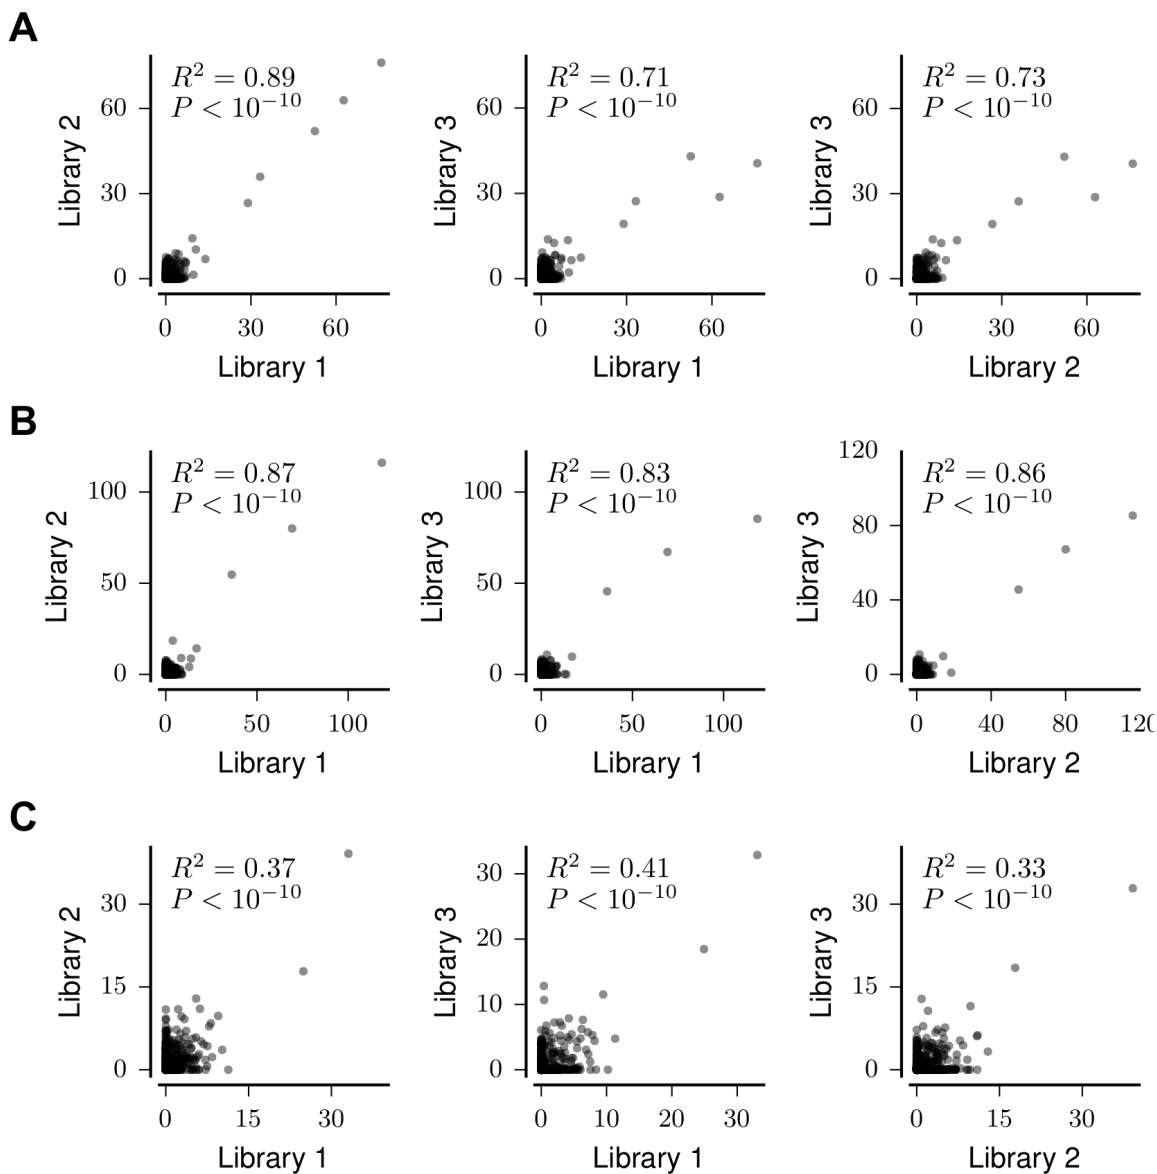 A
R² = 0.89
P < 10⁻¹⁰
60
30
0
Library 2
0 30 60
Library 1
R² = 0.71
P < 10⁻¹⁰
60
30
0
Library 3
0 30 60
Library 1
R² = 0.73
P < 10⁻¹⁰
60
30
0
Library 3
0 30 60
Library 2
B
R² = 0.87
P < 10⁻¹⁰
100
50
0
Library 2
0 50 100
Library 1
R² = 0.83
P < 10⁻¹⁰
100
50
0
Library 3
0 50 100
Library 1
120
R² = 0.86
P < 10⁻¹⁰
80
40
0
Library 3
0 40 80 120
Library 2
C
R² = 0.37
P < 10⁻¹⁰
30
15
0
Library 2
0 15 30
Library 1
R² = 0.41
P < 10⁻¹⁰
30
20
10
0
Library 3
0 10 20 30
Library 1
R² = 0.33
P < 10⁻¹⁰
30
15
0
Library 3
0 15 30
Library 2